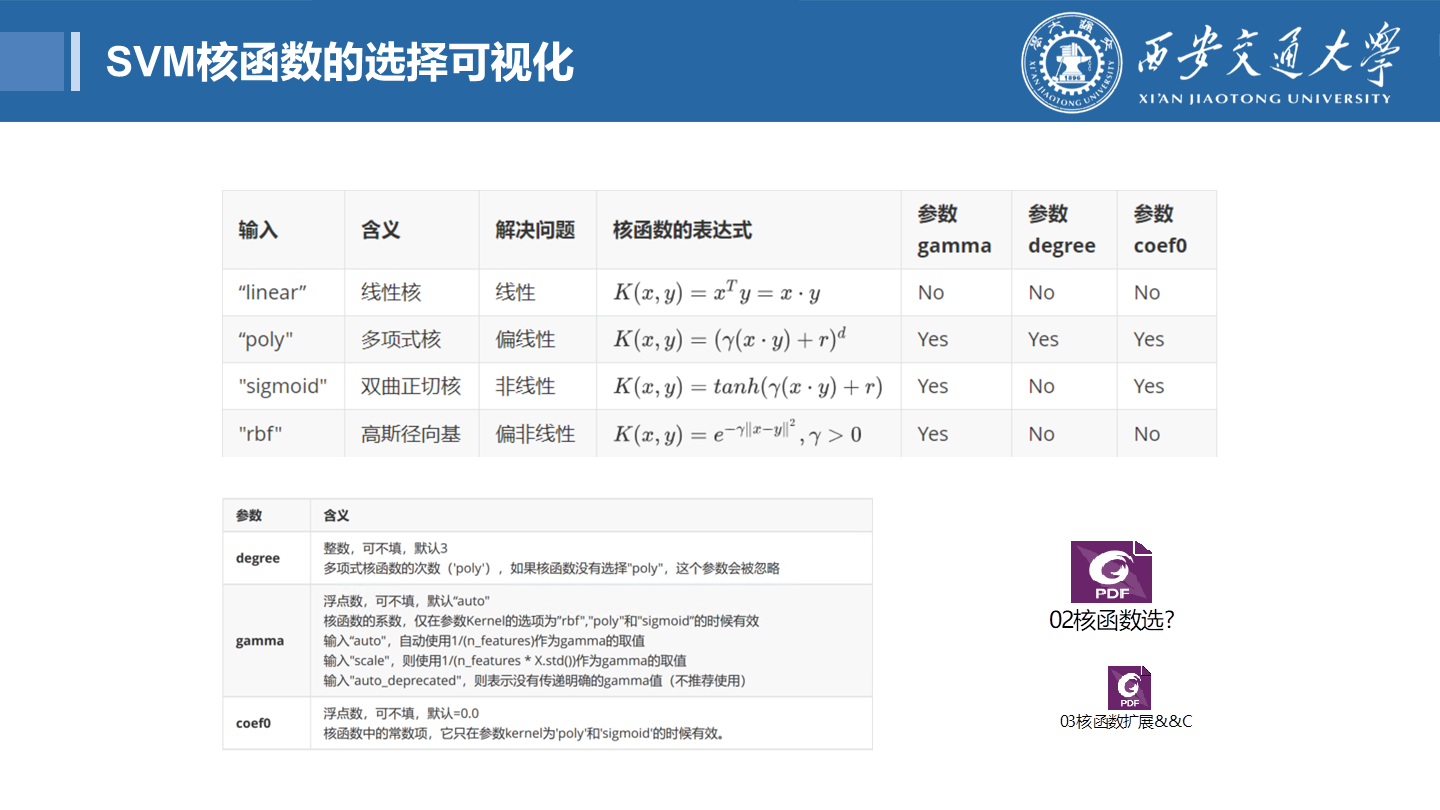 SVM核函数的选择可视化
西安交通大学
XI'AN JIAOTONG UNIVERSITY
XI'AN JIAOTONG UNIVERSITY
1896
输入 含义 解决问题 核函数的表达式 参数 gamma 参数 degree 参数 coef0
“linear” 线性核 线性 K(x, y) = x^T y = x · y No No No
“poly" 多项式核 偏线性 K(x, y) = (γ(x · y) + r)^d Yes Yes Yes
"sigmoid" 双曲正切核 非线性 K(x, y) = tanh(γ(x · y) + r) Yes No Yes
"rbf" 高斯径向基 偏非线性 K(x, y) = e^{-γ||x-y||^2}, γ > 0 Yes No No
参数 含义
degree
整数，可不填，默认3
多项式核函数的次数（'poly'），如果核函数没有选择"poly"，这个参数会被忽略
gamma
浮点数，可不填，默认“auto"
核函数的系数，仅在参数Kernel的选项为”rbf","poly"和"sigmoid”的时候有效
输入“auto"，自动使用1/(n_features)作为gamma的取值
输入"scale"，则使用1/(n_features * X.std())作为gamma的取值
输入"auto_deprecated"，则表示没有传递明确的gamma值（不推荐使用）
coef0
浮点数，可不填，默认=0.0
核函数中的常数项，它只在参数kernel为'poly'和'sigmoid'的时候有效。
PDF
02核函数选?
PDF
03核函数扩展&&C